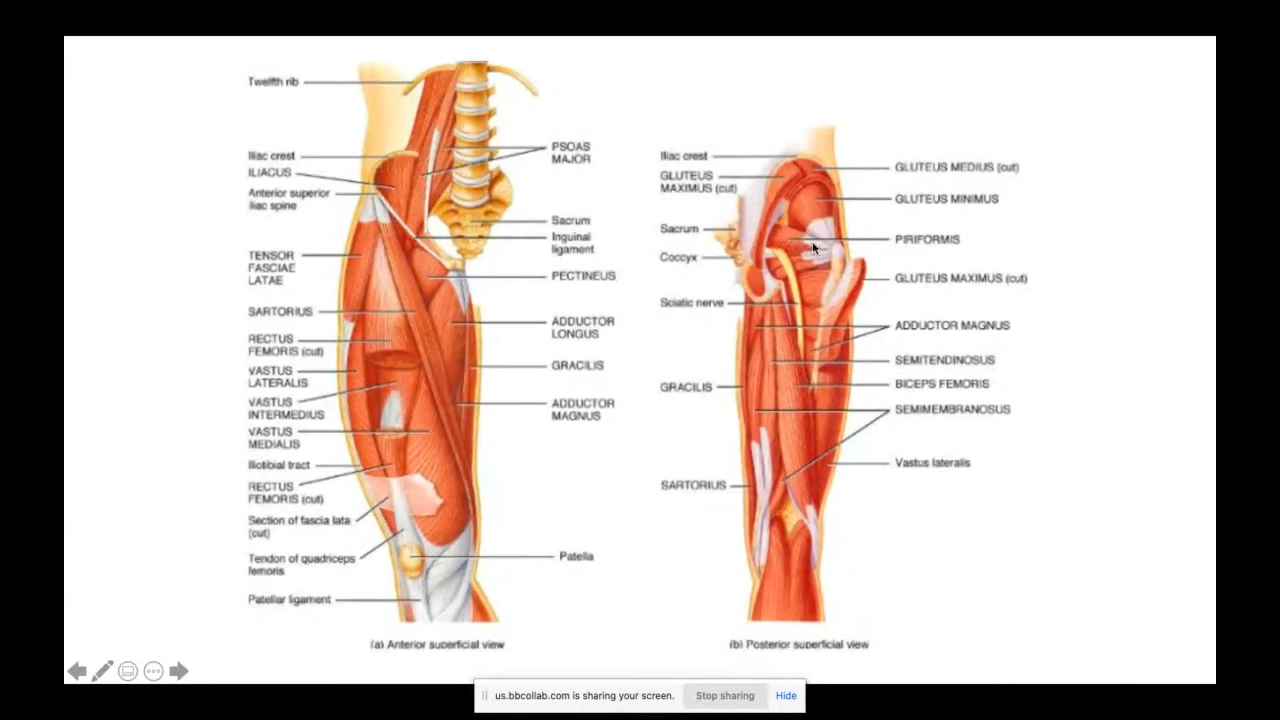 Twelfth rib
Iliac crest
ILIACUS
Anterior superior
iliac spine
TENSOR
FASCIAE
LATAE
SARTORIUS
RECTUS
FEMORIS (cut)
VASTUS
LATERALIS
VASTUS
INTERMEDIUS
VASTUS
MEDIALIS
Iliotibial tract
RECTUS
FEMORIS (cut)
Section of fascia lata
(cut)
Tendon of quadriceps
femoris
Patellar ligament
PSOAS
MAJOR
Sacrum
Inguinal
ligament
PECTINEUS
ADDUCTOR
LONGUS
GRACILIS
ADDUCTOR
MAGNUS
Patella
(a) Anterior superficial view
Iliac crest
GLUTEUS
MAXIMUS (cut)
Sacrum
Coccyx
Sciatic nerve
GRACILIS
SARTORIUS
GLUTEUS MEDIUS (cut)
GLUTEUS MINIMUS
PIRIFORMIS
GLUTEUS MAXIMUS (cut)
ADDUCTOR MAGNUS
SEMITENDINOSUS
BICEPS FEMORIS
SEMIMEMBRANOSUS
Vastus lateralis
(b) Posterior superficial view
us.bbcollab.com is sharing your screen.
Stop sharing
Hide